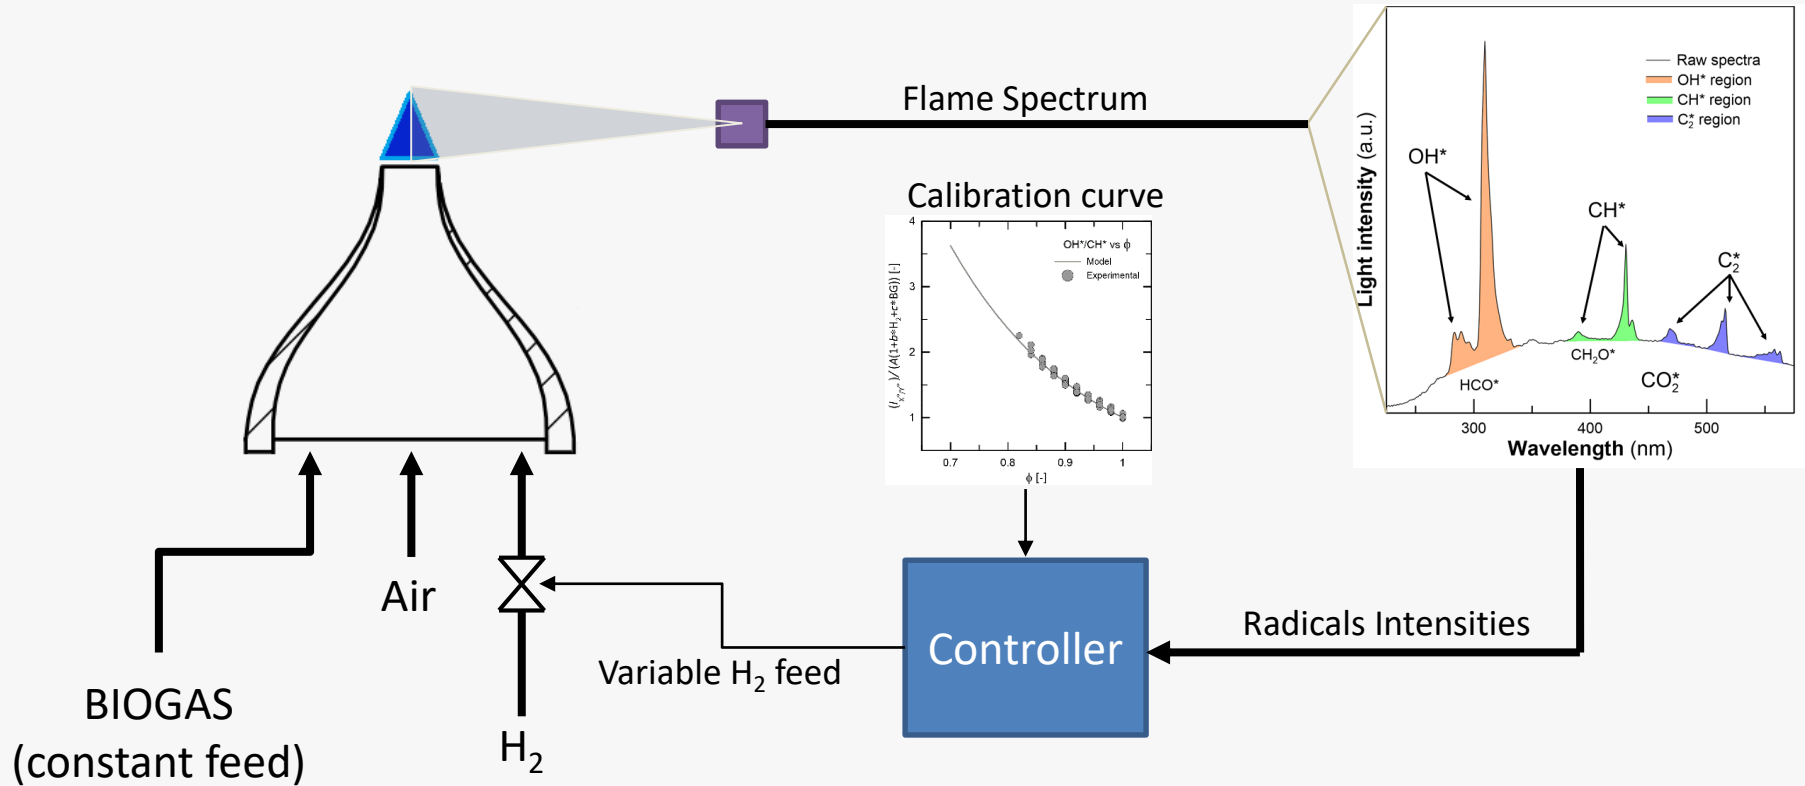 Flame Spectrum
Light intensity (a.u.)
Raw spectra
OH* region
CH* region
C₂* region
OH*
CH*
C₂*
HCO*
CH₂O*
CO₂*
300 400 500
Wavelength (nm)
Calibration curve
4
3
2
1
OH*/CH* vs ϕ
Model
Experimental
0.7 0.8 0.9 1
ϕ [-]
Air
BIOGAS
(constant feed)
H₂
Variable H₂ feed
Controller
Radicals Intensities